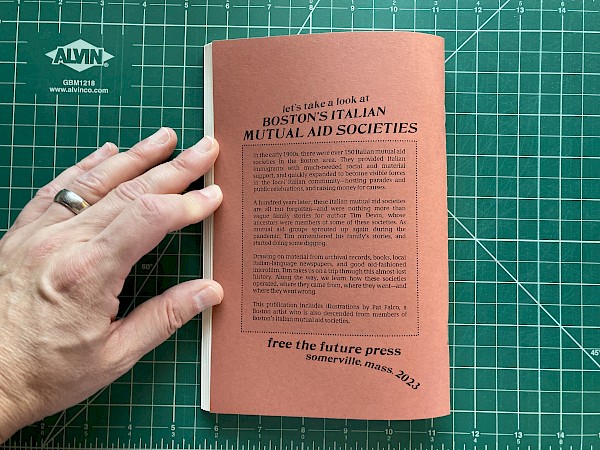 ALVIN®
GBM1218
www.alvinco.com
let's take a look at
BOSTON'S ITALIAN
MUTUAL AID SOCIETIES
In the early 1900s, there were over 150 Italian mutual aid
societies in the Boston area. They provided Italian
immigrants with much-needed social and material
support, and quickly expanded to become visible forces
in the local Italian community—hosting parades and
public celebrations, and raising money for causes.
A hundred years later, these Italian mutual aid societies
are all but forgotten—and were nothing more than
vague family stories for author Tim Devin, whose
ancestors were members of some of these societies. As
mutual aid groups sprouted up again during the
pandemic, Tim remembered his family's stories, and
started doing some digging.
Drawing on material from archival records, books, local
Italian-language newspapers, and good old-fashioned
microfilm, Tim takes us on a trip through this almost-lost
history. Along the way, we learn how these societies
operated, where they came from, where they went—and
where they went wrong.
This publication includes illustrations by Pat Falco, a
Boston artist who is also descended from members of
Boston's Italian mutual aid societies.
free the future press
somerville, mass. 2023